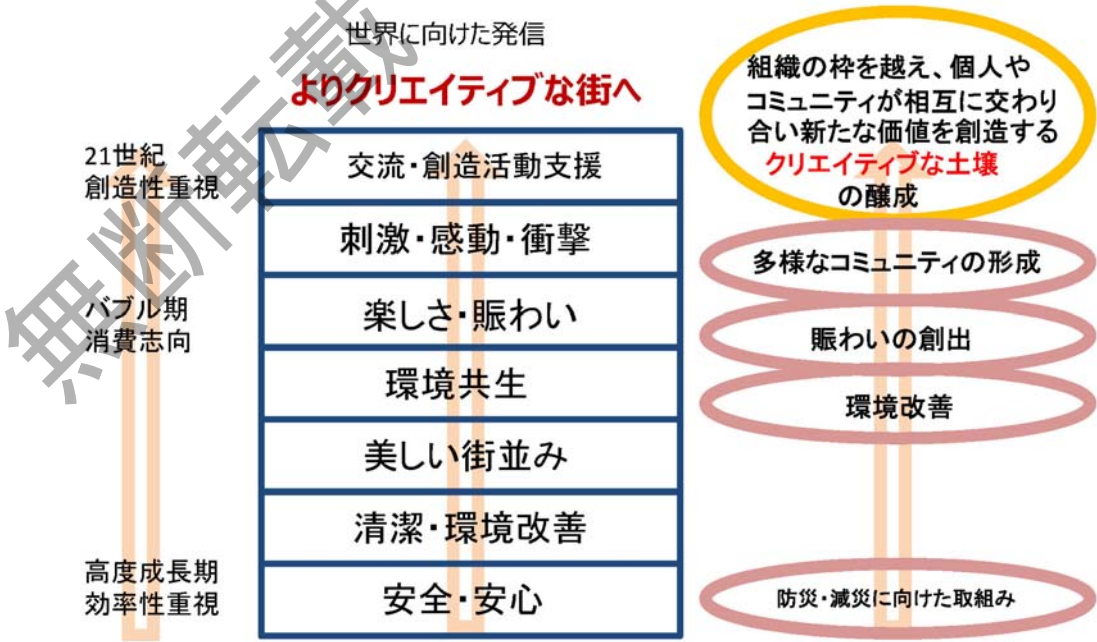 世界に向けた発信
よりクリエイティブな街へ
21世紀
創造性重視
バブル期
消費志向
高度成長期
効率性重視
交流・創造活動支援
刺激・感動・衝撃
楽しさ・賑わい
環境共生
美しい街並み
清潔・環境改善
安全・安心
組織の枠を越え、個人や
コミュニティが相互に交わり
合い新たな価値を創造する
クリエイティブな土壌
の醸成
多様なコミュニティの形成
賑わいの創出
環境改善
防災・減災に向けた取組み
無断転載